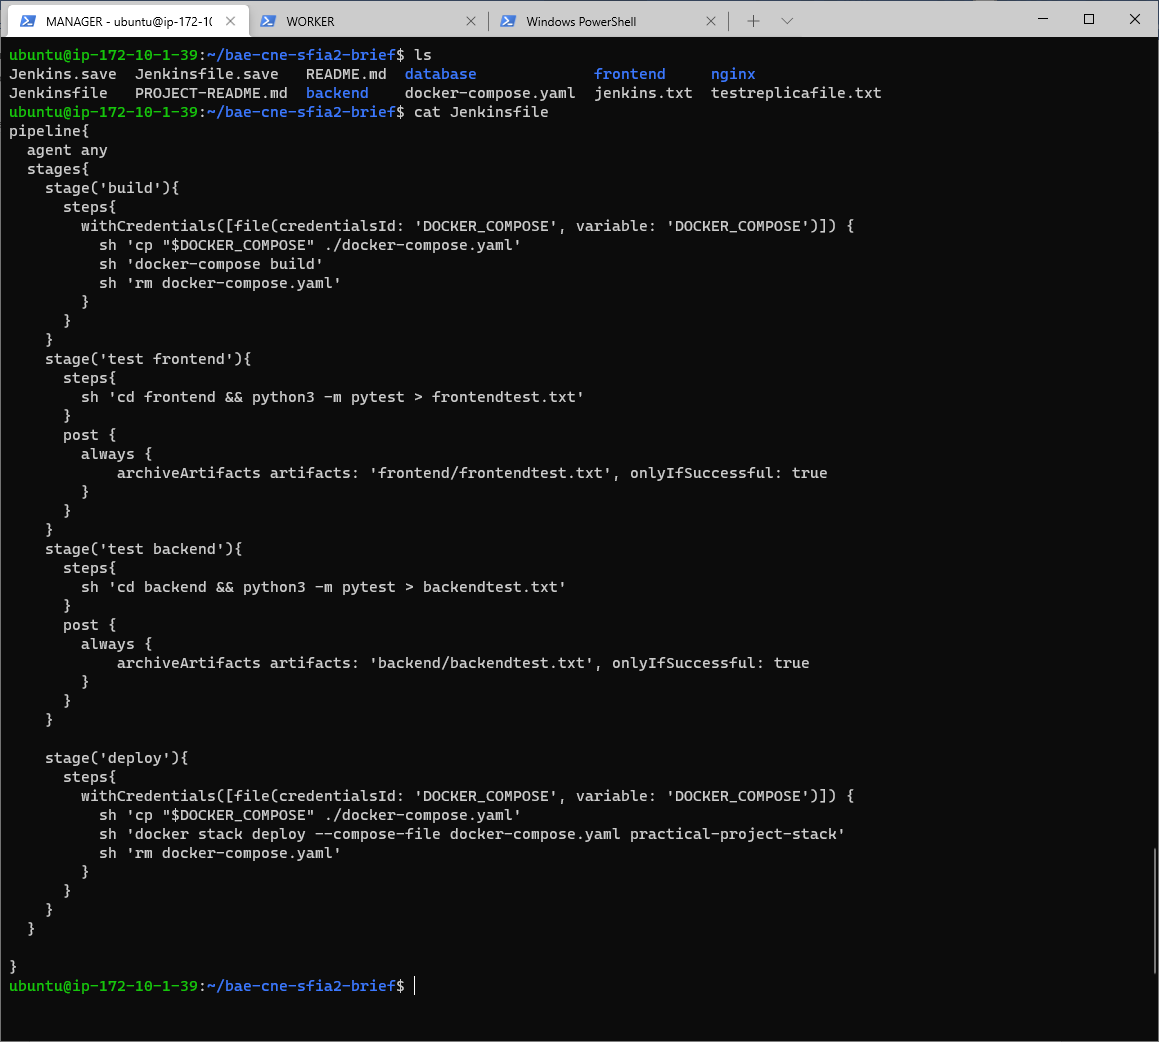 MANAGER - ubuntu@ip-172-10 WORKER Windows PowerShell
ubuntu@ip-172-10-1-39:~/bae-cne-sfia2-brief$ ls
Jenkins.save  Jenkinsfile.save   README.md  database             frontend     nginx
Jenkinsfile   PROJECT-README.md  backend    docker-compose.yaml  jenkins.txt  testreplicafile.txt
ubuntu@ip-172-10-1-39:~/bae-cne-sfia2-brief$ cat Jenkinsfile
pipeline{
  agent any
  stages{
    stage('build'){
      steps{
        withCredentials([file(credentialsId: 'DOCKER_COMPOSE', variable: 'DOCKER_COMPOSE')]) {
          sh 'cp "$DOCKER_COMPOSE" ./docker-compose.yaml'
          sh 'docker-compose build'
          sh 'rm docker-compose.yaml'
        }
      }
    }
    stage('test frontend'){
      steps{
        sh 'cd frontend && python3 -m pytest > frontendtest.txt'
      }
      post {
        always {
            archiveArtifacts artifacts: 'frontend/frontendtest.txt', onlyIfSuccessful: true
        }
      }
    }
    stage('test backend'){
      steps{
        sh 'cd backend && python3 -m pytest > backendtest.txt'
      }
      post {
        always {
            archiveArtifacts artifacts: 'backend/backendtest.txt', onlyIfSuccessful: true
        }
      }
    }

    stage('deploy'){
      steps{
        withCredentials([file(credentialsId: 'DOCKER_COMPOSE', variable: 'DOCKER_COMPOSE')]) {
          sh 'cp "$DOCKER_COMPOSE" ./docker-compose.yaml'
          sh 'docker stack deploy --compose-file docker-compose.yaml practical-project-stack'
          sh 'rm docker-compose.yaml'
        }
      }
    }
  }

}
ubuntu@ip-172-10-1-39:~/bae-cne-sfia2-brief$